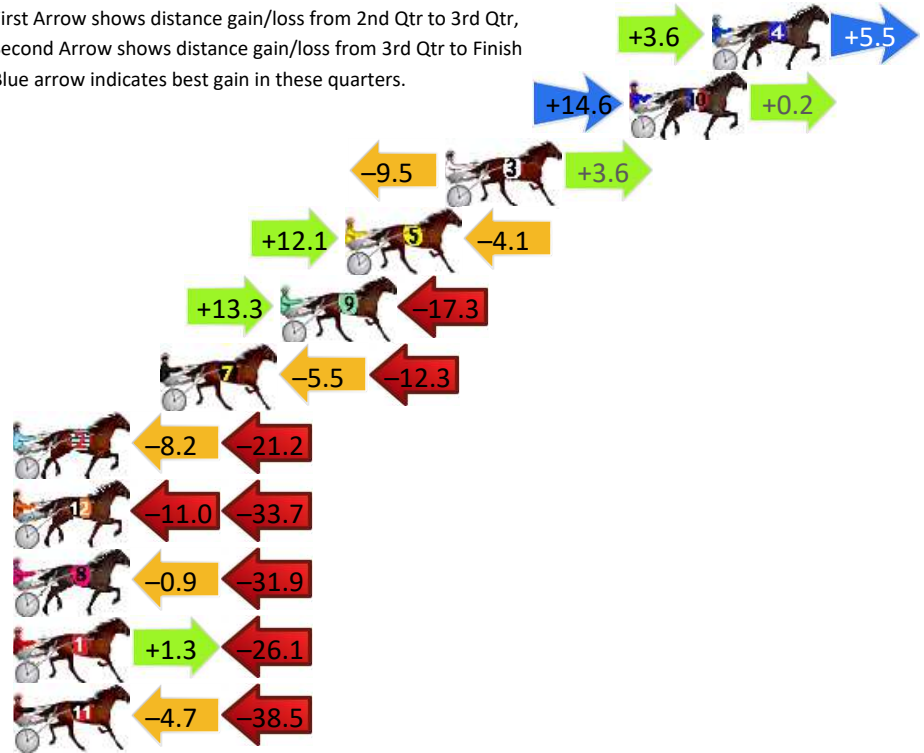 irst Arrow shows distance gain/loss from 2nd Qtr to 3rd Qtr,
econd Arrow shows distance gain/loss from 3rd Qtr to Finish
lue arrow indicates best gain in these quarters.
+3.6 4 +5.5
+14.6 10 +0.2
−9.5 3 +3.6
+12.1 5 −4.1
+13.3 9 −17.3
7 −5.5 −12.3
2 −8.2 −21.2
12 −11.0 −33.7
8 −0.9 −31.9
1 +1.3 −26.1
11 −4.7 −38.5